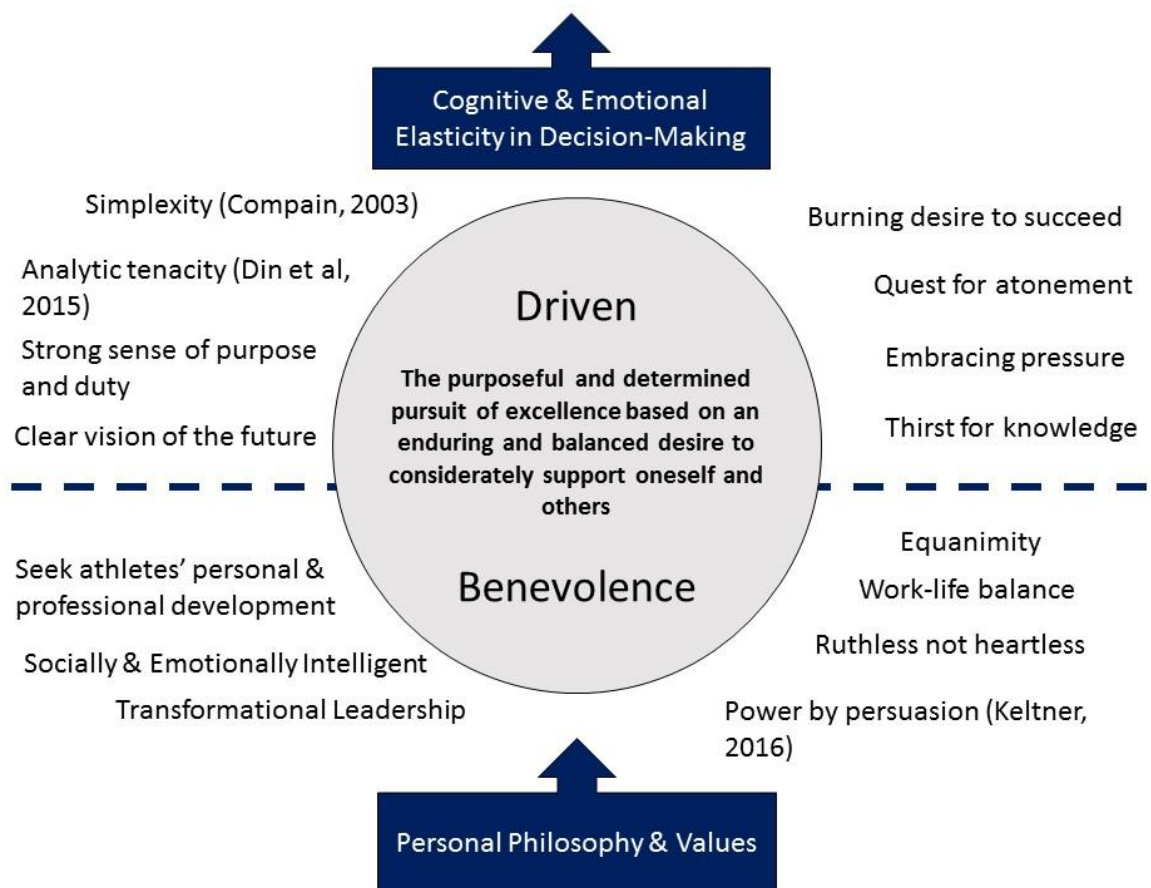 Cognitive & Emotional
Elasticity in Decision-Making
Simplexity (Compain, 2003)
Analytic tenacity (Din et al,
2015)
Strong sense of purpose
and duty
Clear vision of the future
Burning desire to succeed
Quest for atonement
Embracing pressure
Thirst for knowledge
Driven
The purposeful and determined
pursuit of excellence based on an
enduring and balanced desire to
considerately support oneself and
others
Benevolence
Seek athletes’ personal &
professional development
Socially & Emotionally Intelligent
Transformational Leadership
Equanimity
Work-life balance
Ruthless not heartless
Power by persuasion (Keltner,
2016)
Personal Philosophy & Values